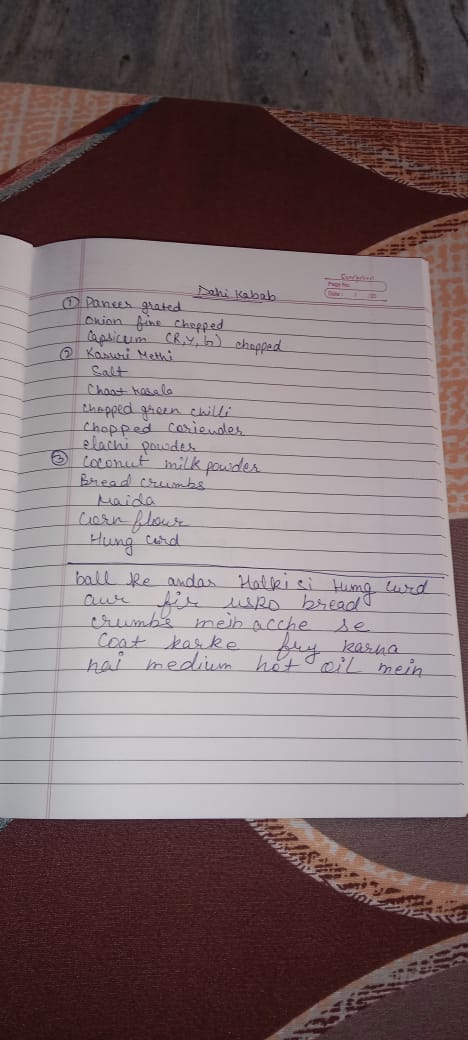 Dahi Kabab
Page No.
Date:
① Paneer grated
onion fine chopped
Capsicum (R, Y, G) chopped
② Kasuri Methi
Salt
Chaat Masala
chopped green chilli
Chopped coriender
elachi powder
③ Coconut milk powder
Bread crumbs
Maida
Corn flour
Hung curd
ball ke andar Halki si Hung curd
aur fir usko bread
crumbs mein acche se
Coat karke fry karna
hai medium hot oil mein